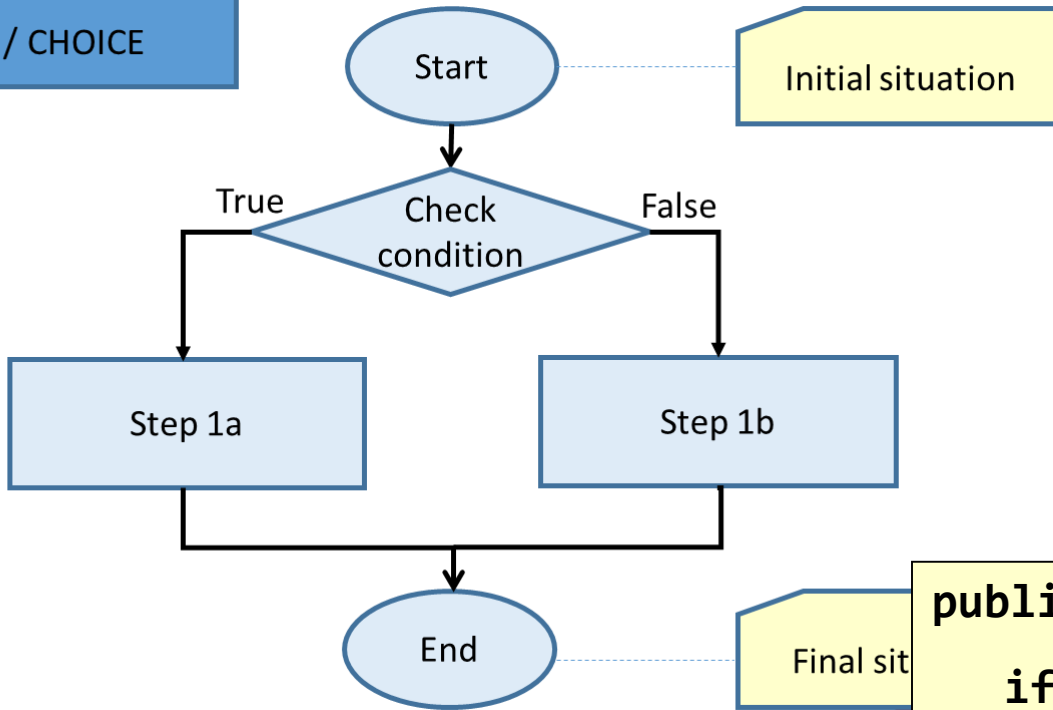 / CHOICE
Start
Initial situation
True
Check
condition
False
Step 1a
Step 1b
End
Final sit
publi
if